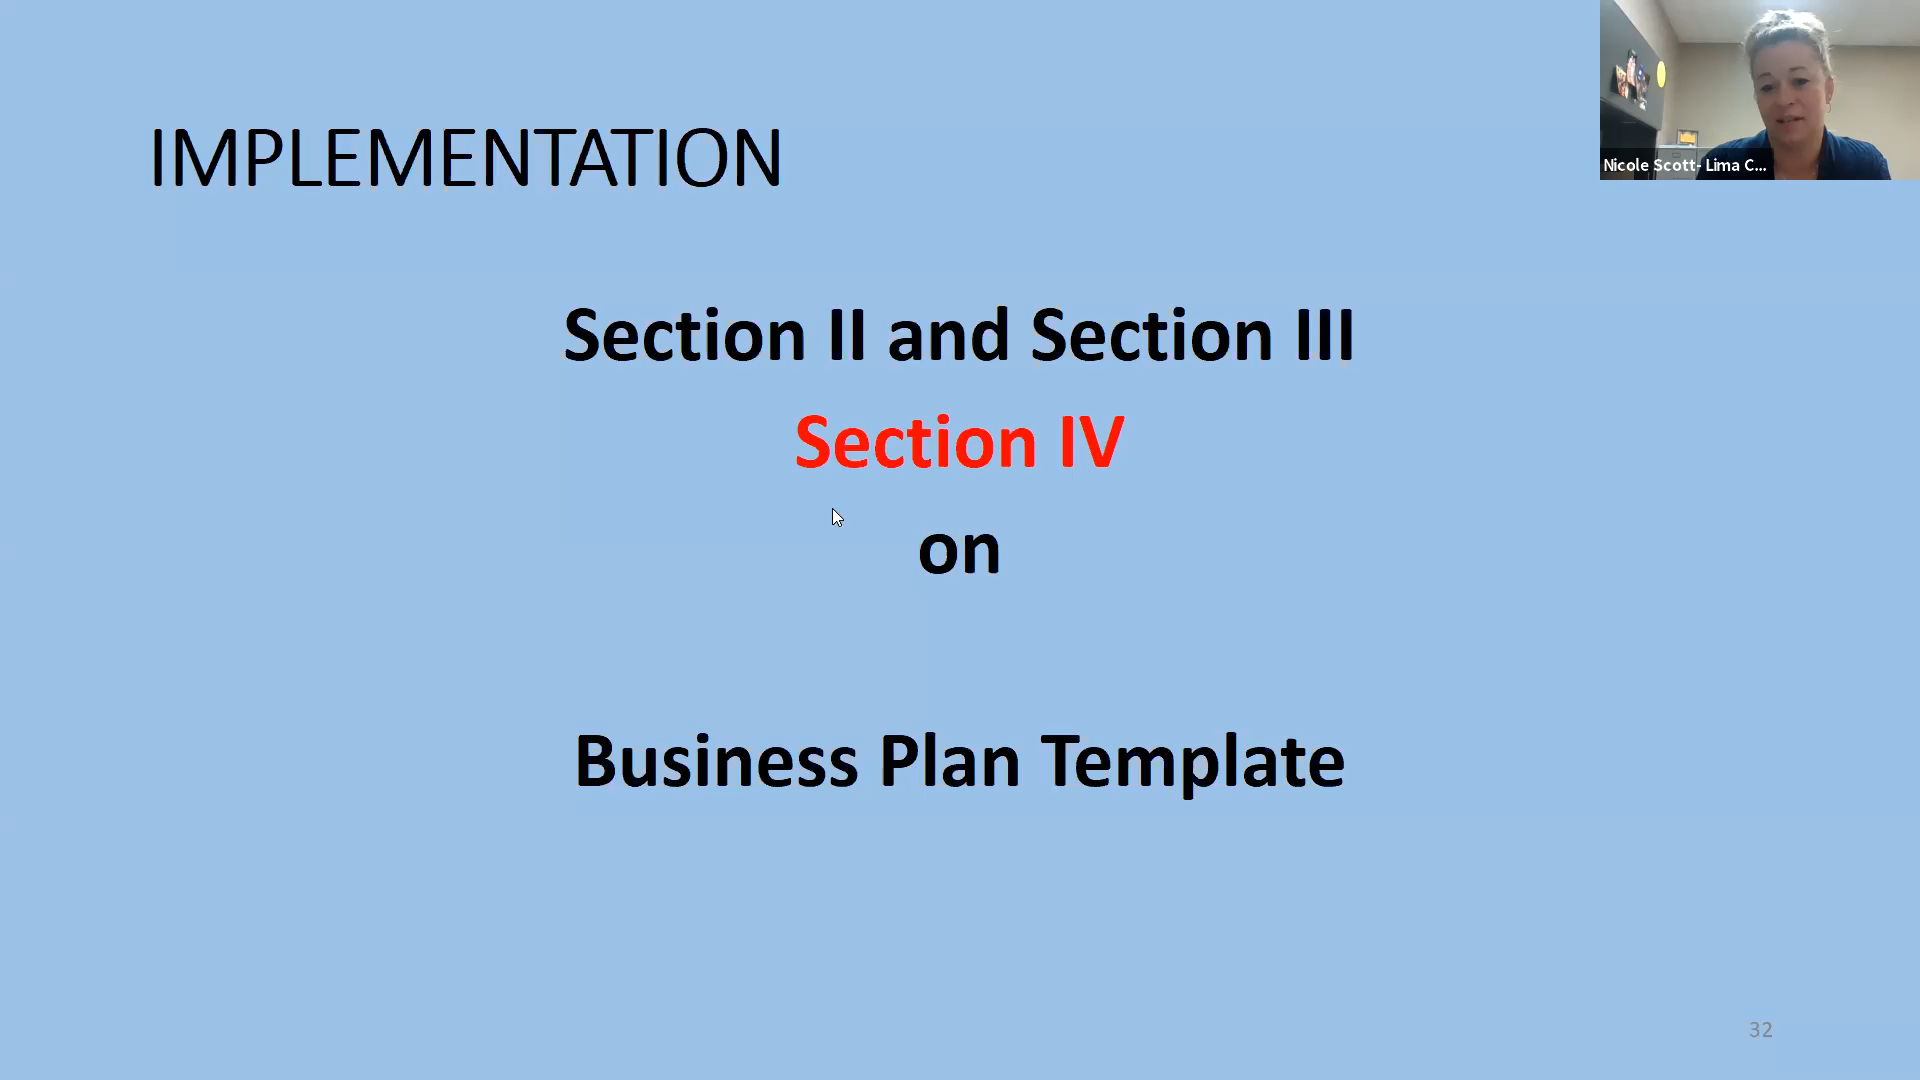 IMPLEMENTATION
Nicole Scott- Lima C...
Section II and Section III
Section IV
on
Business Plan Template
32